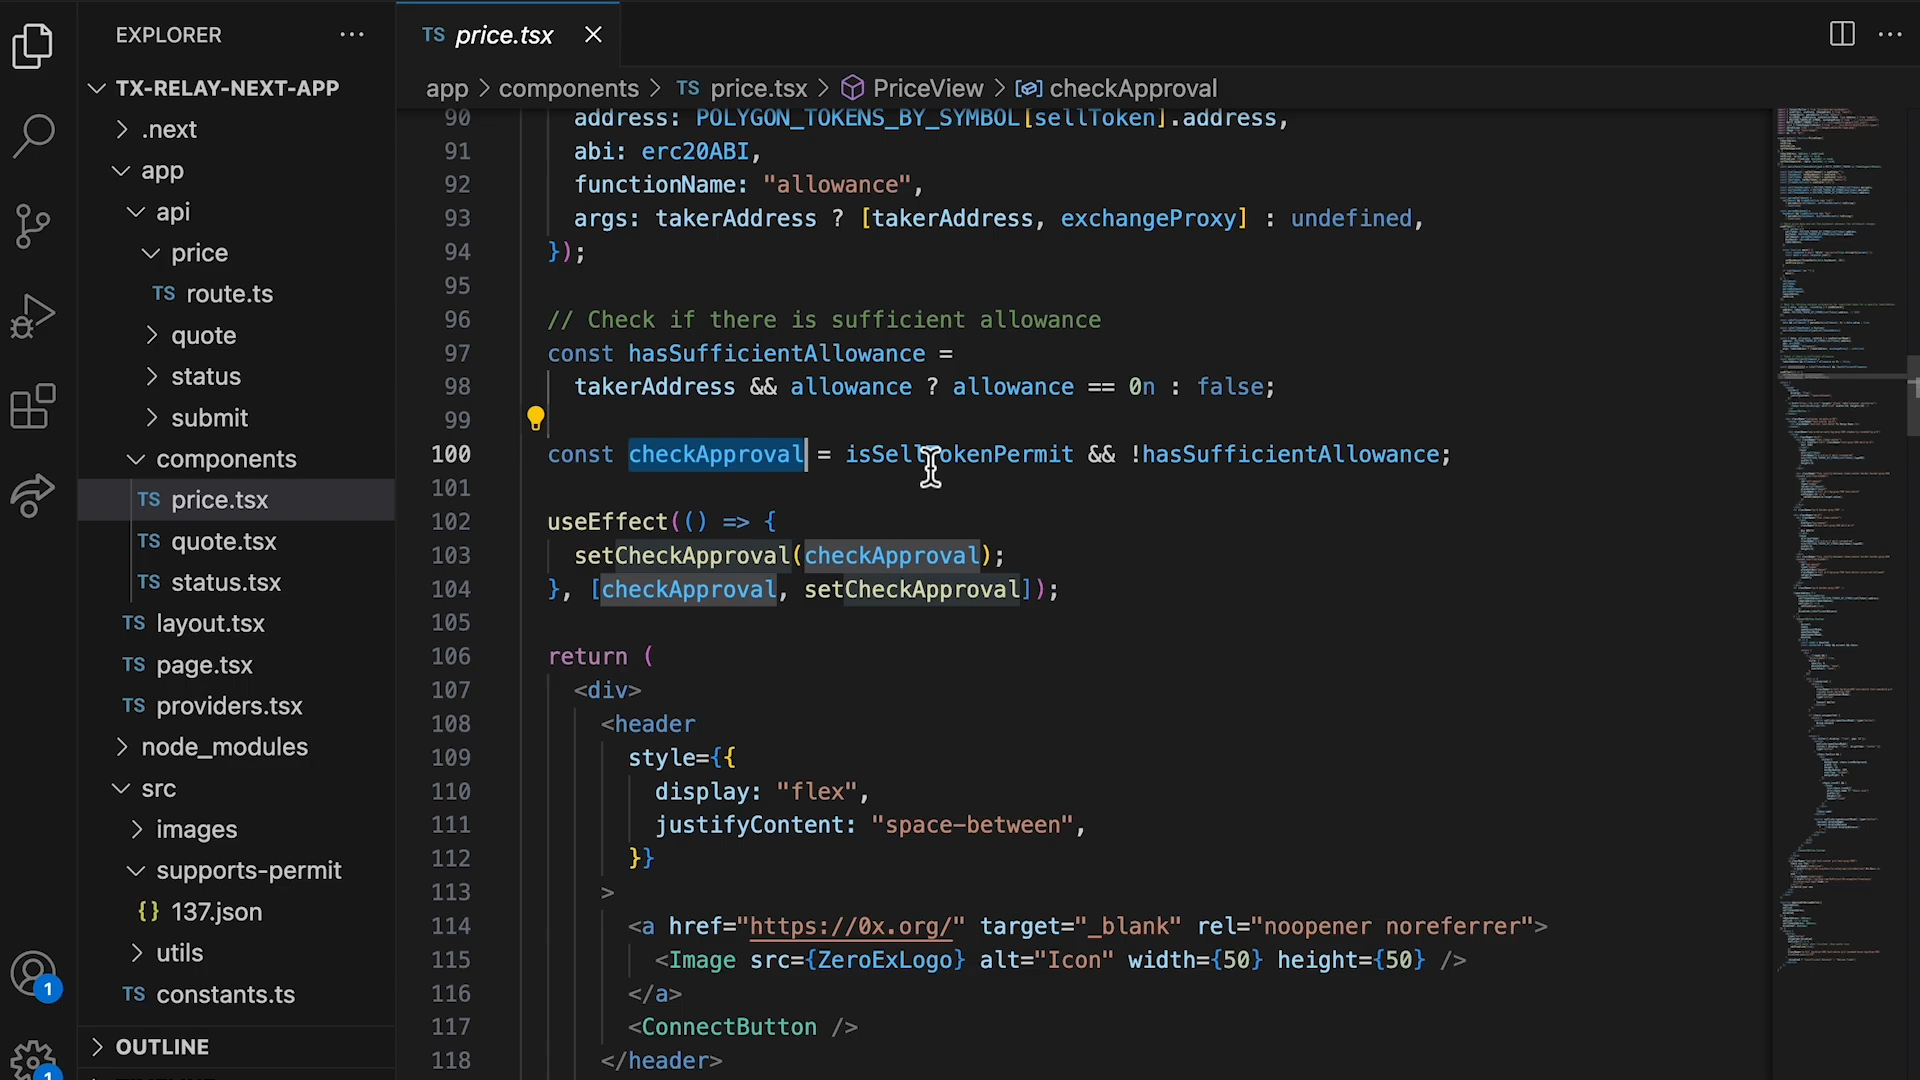 EXPLORER
TS price.tsx
TX-RELAY-NEXT-APP
.next
app
api
price
TS route.ts
quote
status
submit
components
TS price.tsx
TS quote.tsx
TS status.tsx
TS layout.tsx
TS page.tsx
TS providers.tsx
node_modules
src
images
supports-permit
{} 137.json
utils
TS constants.ts
OUTLINE
1
1
app > components > TS price.tsx > PriceView > checkApproval
90 address: POLYGON_TOKENS_BY_SYMBOL[sellToken].address,
91 abi: erc20ABI,
92 functionName: "allowance",
93 args: takerAddress ? [takerAddress, exchangeProxy] : undefined,
94 });
95
96 // Check if there is sufficient allowance
97 const hasSufficientAllowance =
98 takerAddress && allowance ? allowance == 0n : false;
99
100 const checkApproval = isSellTokenPermit && !hasSufficientAllowance;
101
102 useEffect(() => {
103 setCheckApproval(checkApproval);
104 }, [checkApproval, setCheckApproval]);
105
106 return (
107 <div>
108 <header
109 style={{
110 display: "flex",
111 justifyContent: "space-between",
112 }}
113 >
114 <a href="https://0x.org/" target="_blank" rel="noopener noreferrer">
115 <Image src={ZeroExLogo} alt="Icon" width={50} height={50} />
116 </a>
117 <ConnectButton />
118 </header>